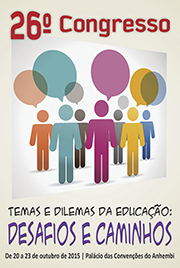 26º Congresso
TEMAS E DILEMAS DA EDUCAÇÃO:
DESAFIOS E CAMINHOS
De 20 a 23 de outubro de 2015 | Palácio das Convenções do Anhembi